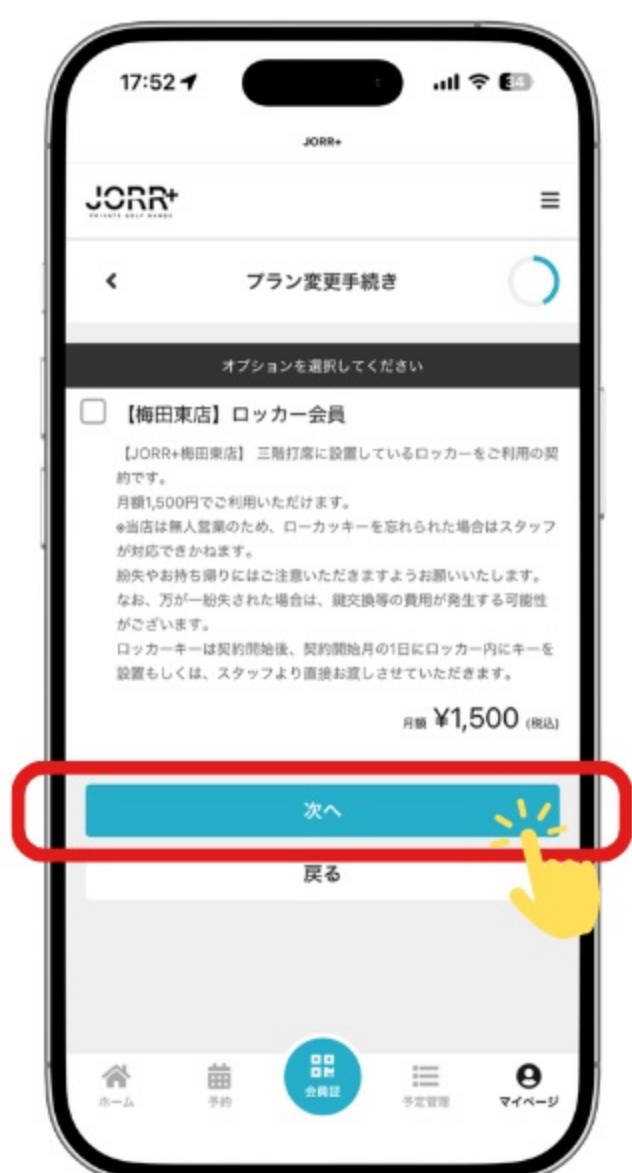 17:52
34
JORR+
JORR+
PRIVATE GOLF RANGE
プラン変更手続き
オプションを選択してください
【梅田東店】ロッカー会員
【JORR+梅田東店】 三階打席に設置しているロッカーをご利用の契
約です。
月額1,500円でご利用いただけます。
※当店は無人営業のため、ローカッキーを忘れられた場合はスタッフ
が対応できかねます。
紛失やお持ち帰りにはご注意いただきますようお願いいたします。
なお、万が一紛失された場合は、鍵交換等の費用が発生する可能性
がございます。
ロッカーキーは契約開始後、契約開始月の1日にロッカー内にキーを
設置もしくは、スタッフより直接お渡しさせていただきます。
月額 ¥1,500 (税込)
次へ
戻る
ホーム
予約
会員証
予定管理
マイページ